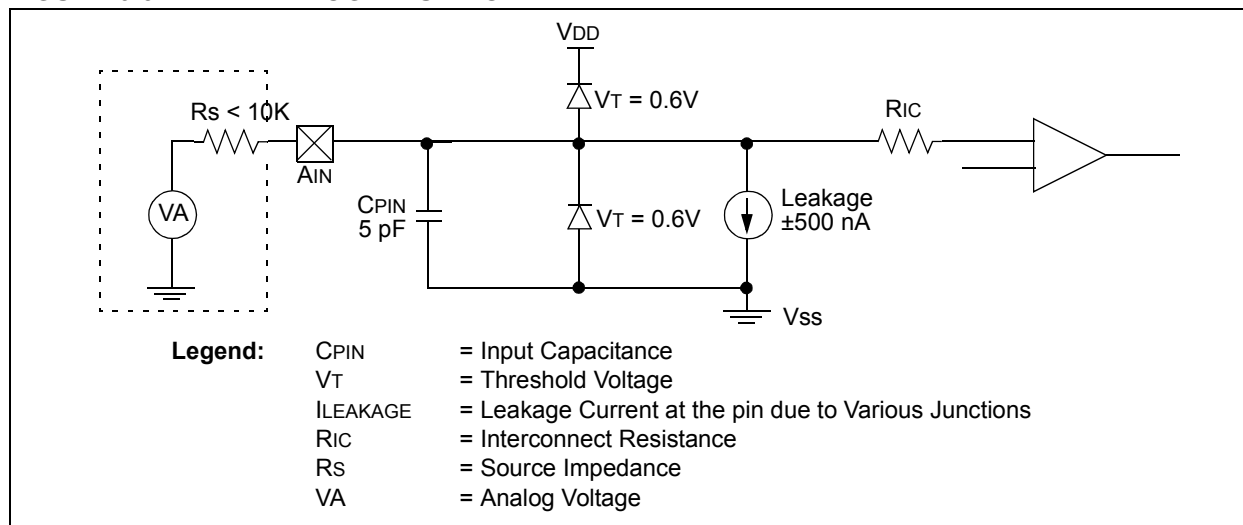 VDD
VT = 0.6V
RS < 10K
RIC
AIN
VA
CPIN
5 pF
VT = 0.6V
Leakage
±500 nA
Vss
Legend:
CPIN = Input Capacitance
VT = Threshold Voltage
ILEAKAGE = Leakage Current at the pin due to Various Junctions
RIC = Interconnect Resistance
RS = Source Impedance
VA = Analog Voltage